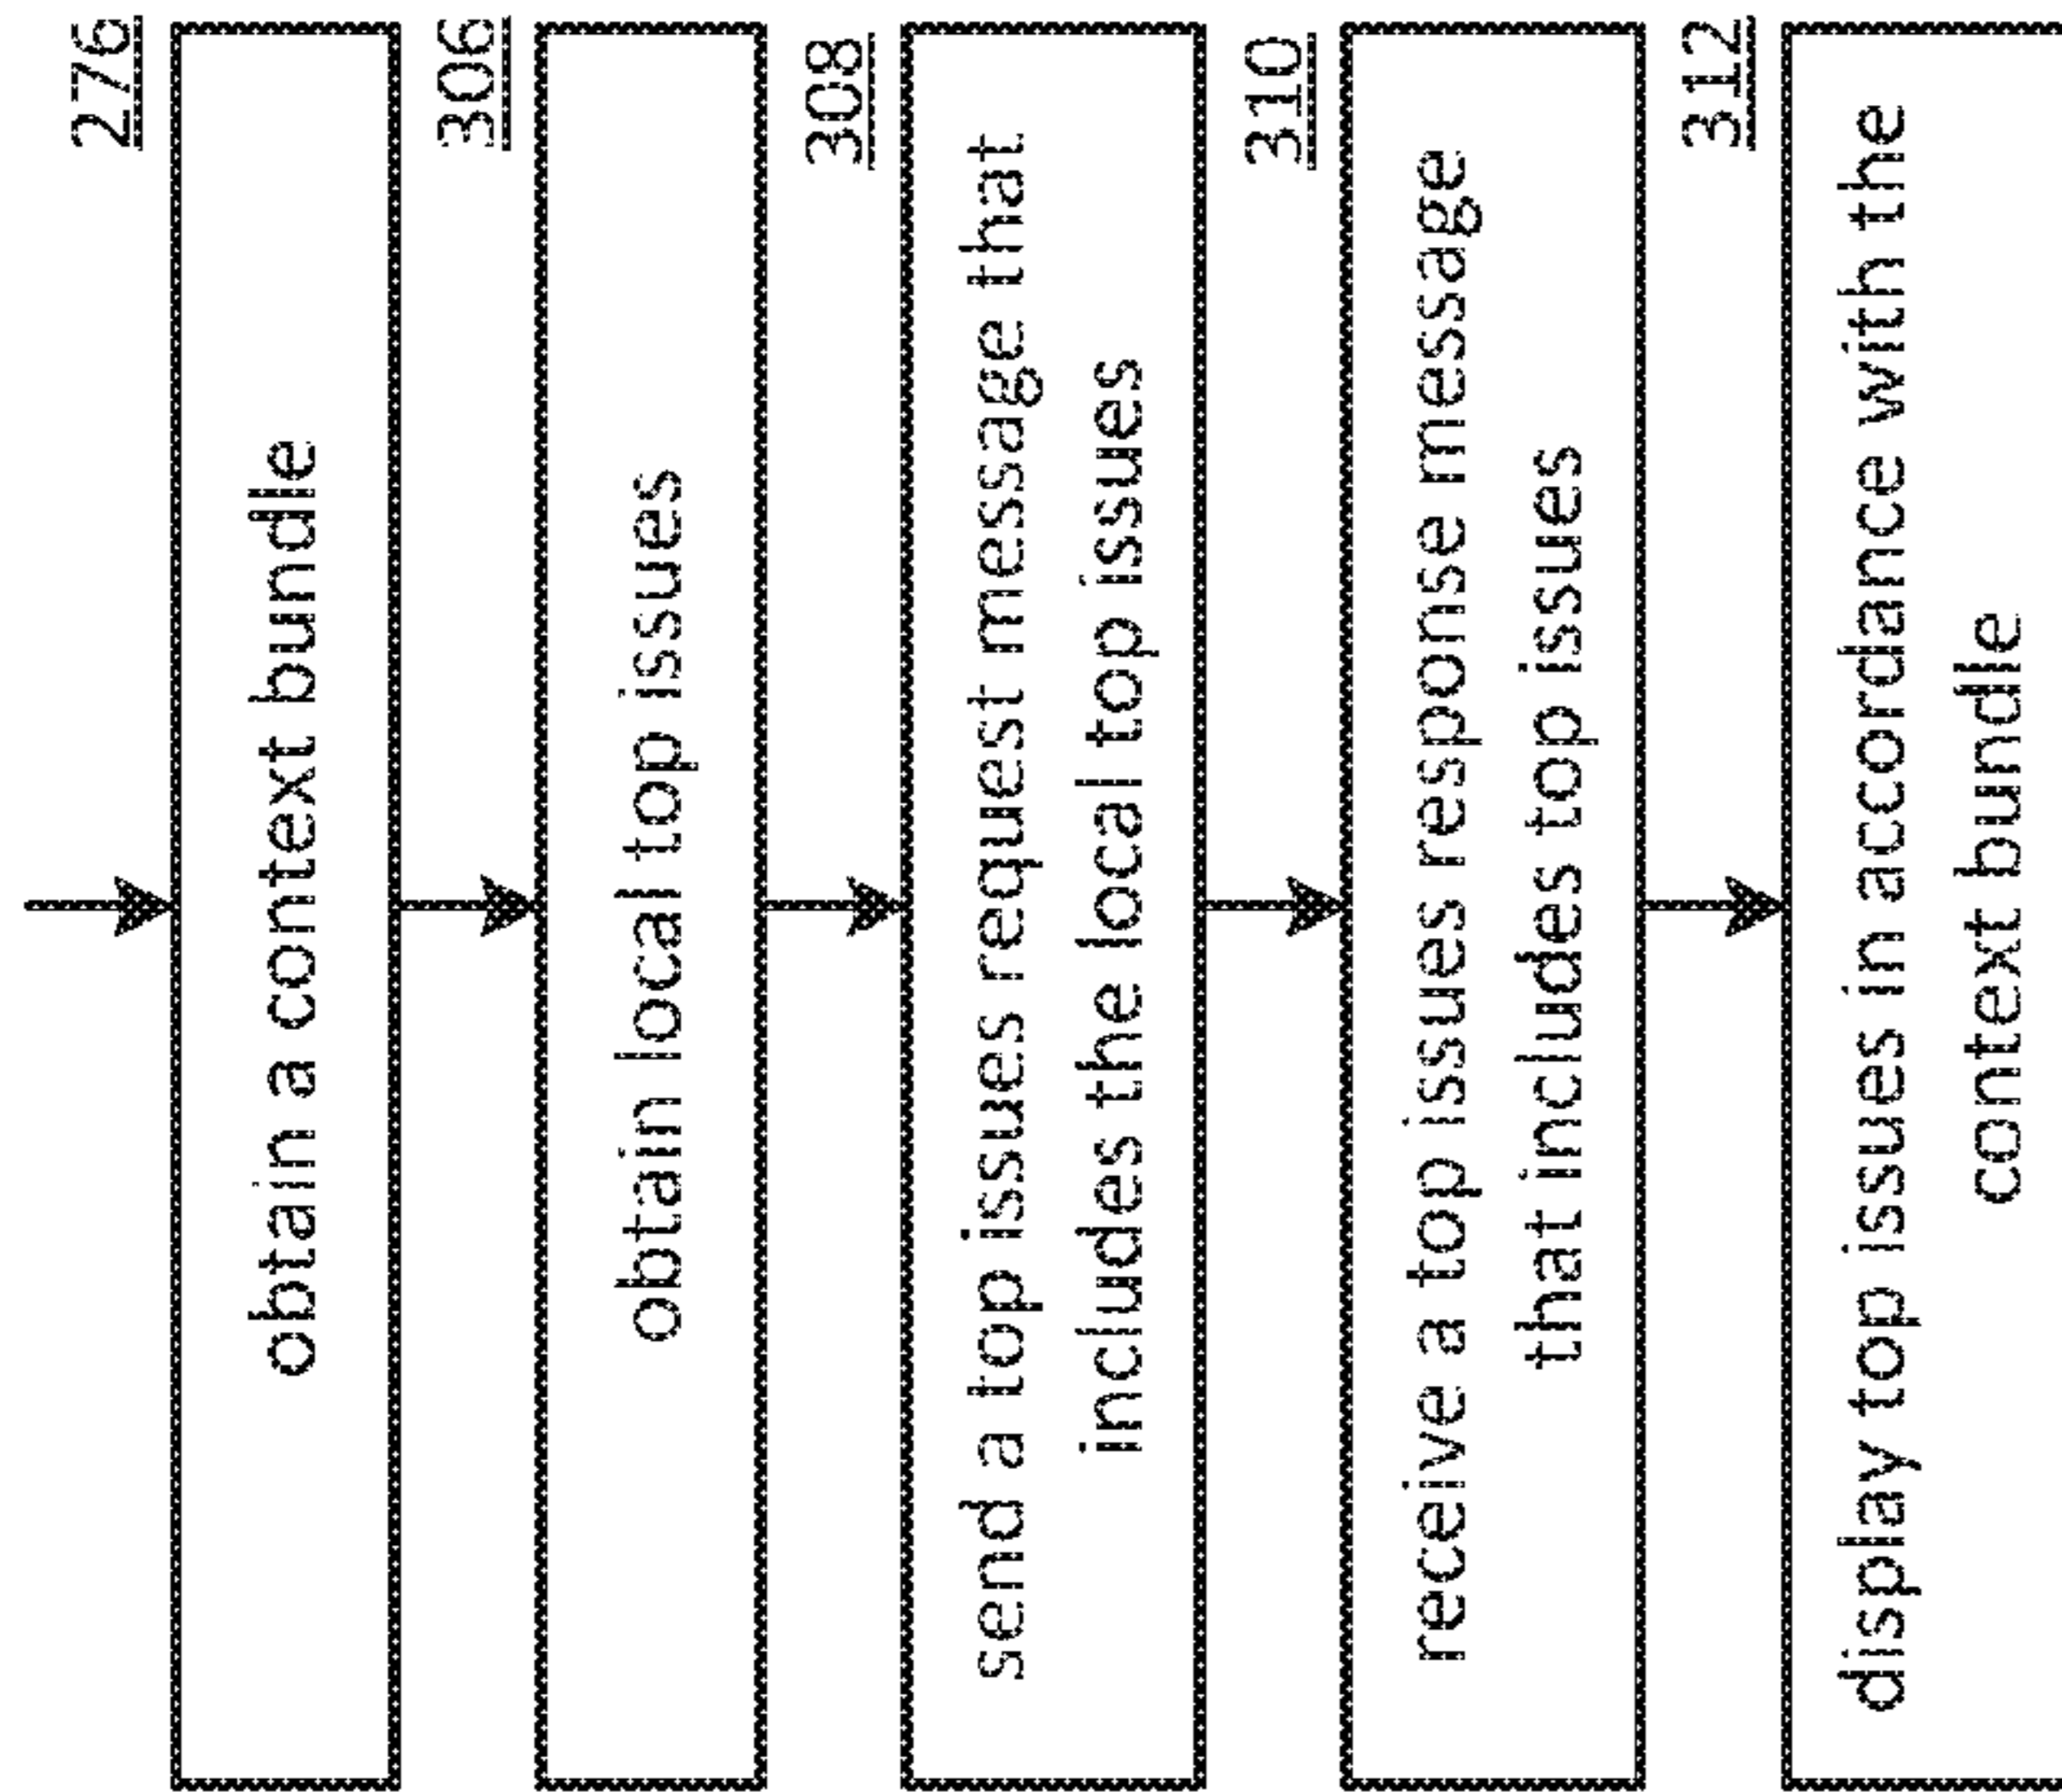 276
obtain a context bundle
306
obtain local top issues
308
send a top issues request message that
includes the local top issues
310
receive a top issues response message
that includes top issues
312
display top issues in accordance with the
context bundle